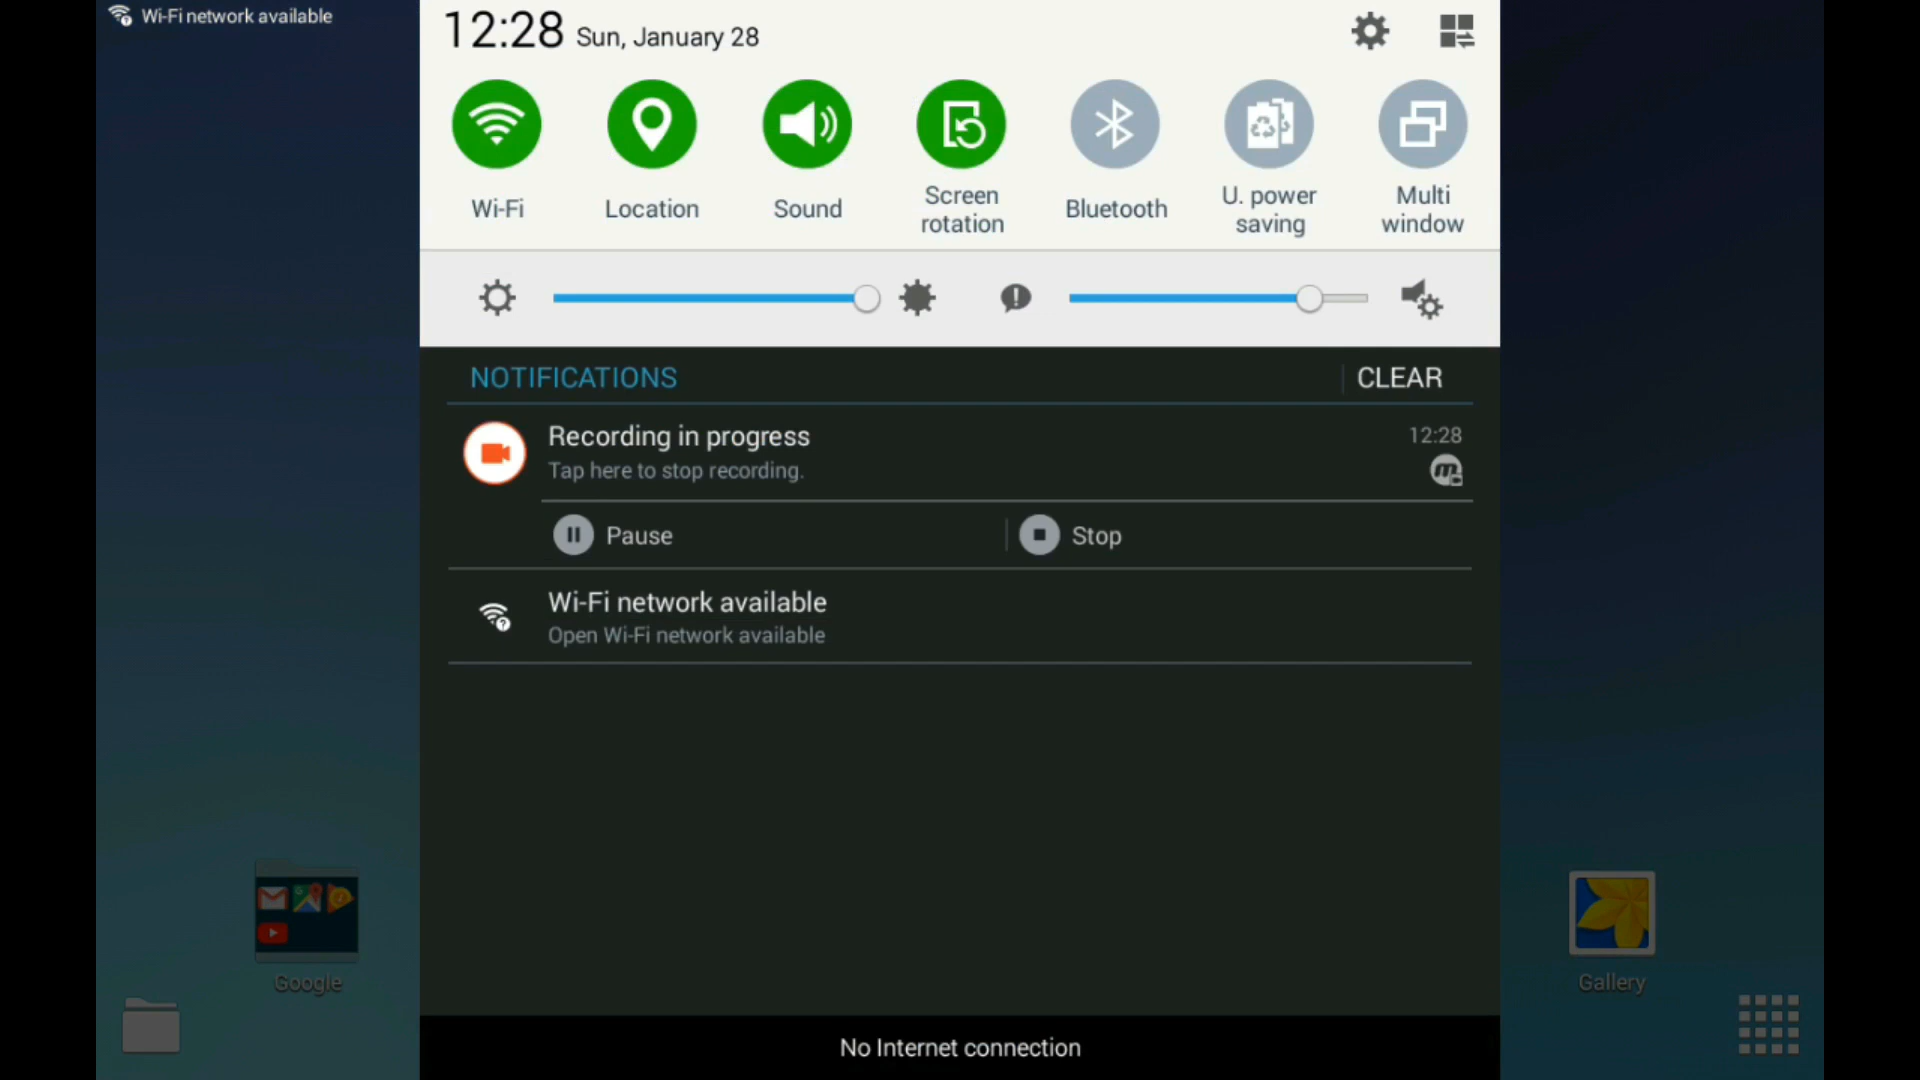 Wi-Fi network available
12:28 Sun, January 28
Wi-Fi
Location
Sound
Screen
rotation
Bluetooth
U. power
saving
Multi
window
NOTIFICATIONS
CLEAR
Recording in progress
12:28
Tap here to stop recording.
Pause
Stop
Wi-Fi network available
Open Wi-Fi network available
Google
Gallery
No Internet connection